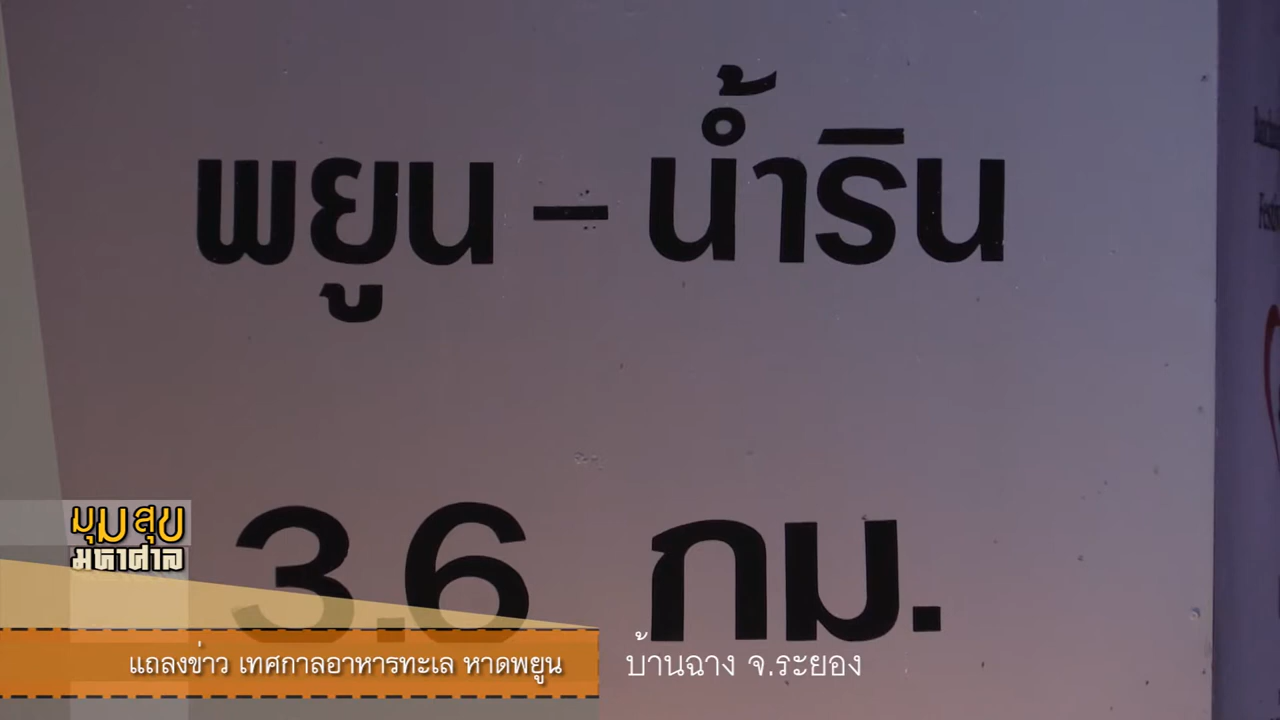 พยูน – น้ำริน
3.6 กม.
มุมสุข
มหาศาล
แถลงข่าว เทศกาลอาหารทะเล หาดพยูน
บ้านฉาง จ.ระยอง